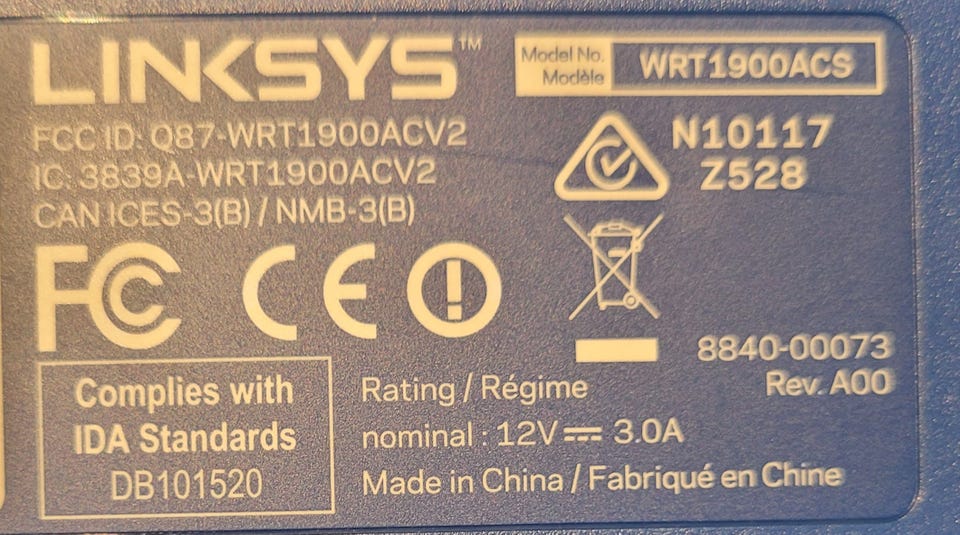 LINKSYS™
Model No. WRT1900ACS
Modèle
FCC ID: Q87-WRT1900ACV2
IC: 3839A-WRT1900ACV2
CAN ICES-3(B) / NMB-3(B)
N10117
Z528
FC CE
8840-00073
Rev. A00
Complies with
IDA Standards
DB101520
Rating / Régime
nominal : 12V⎓ 3.0A
Made in China / Fabriqué en Chine